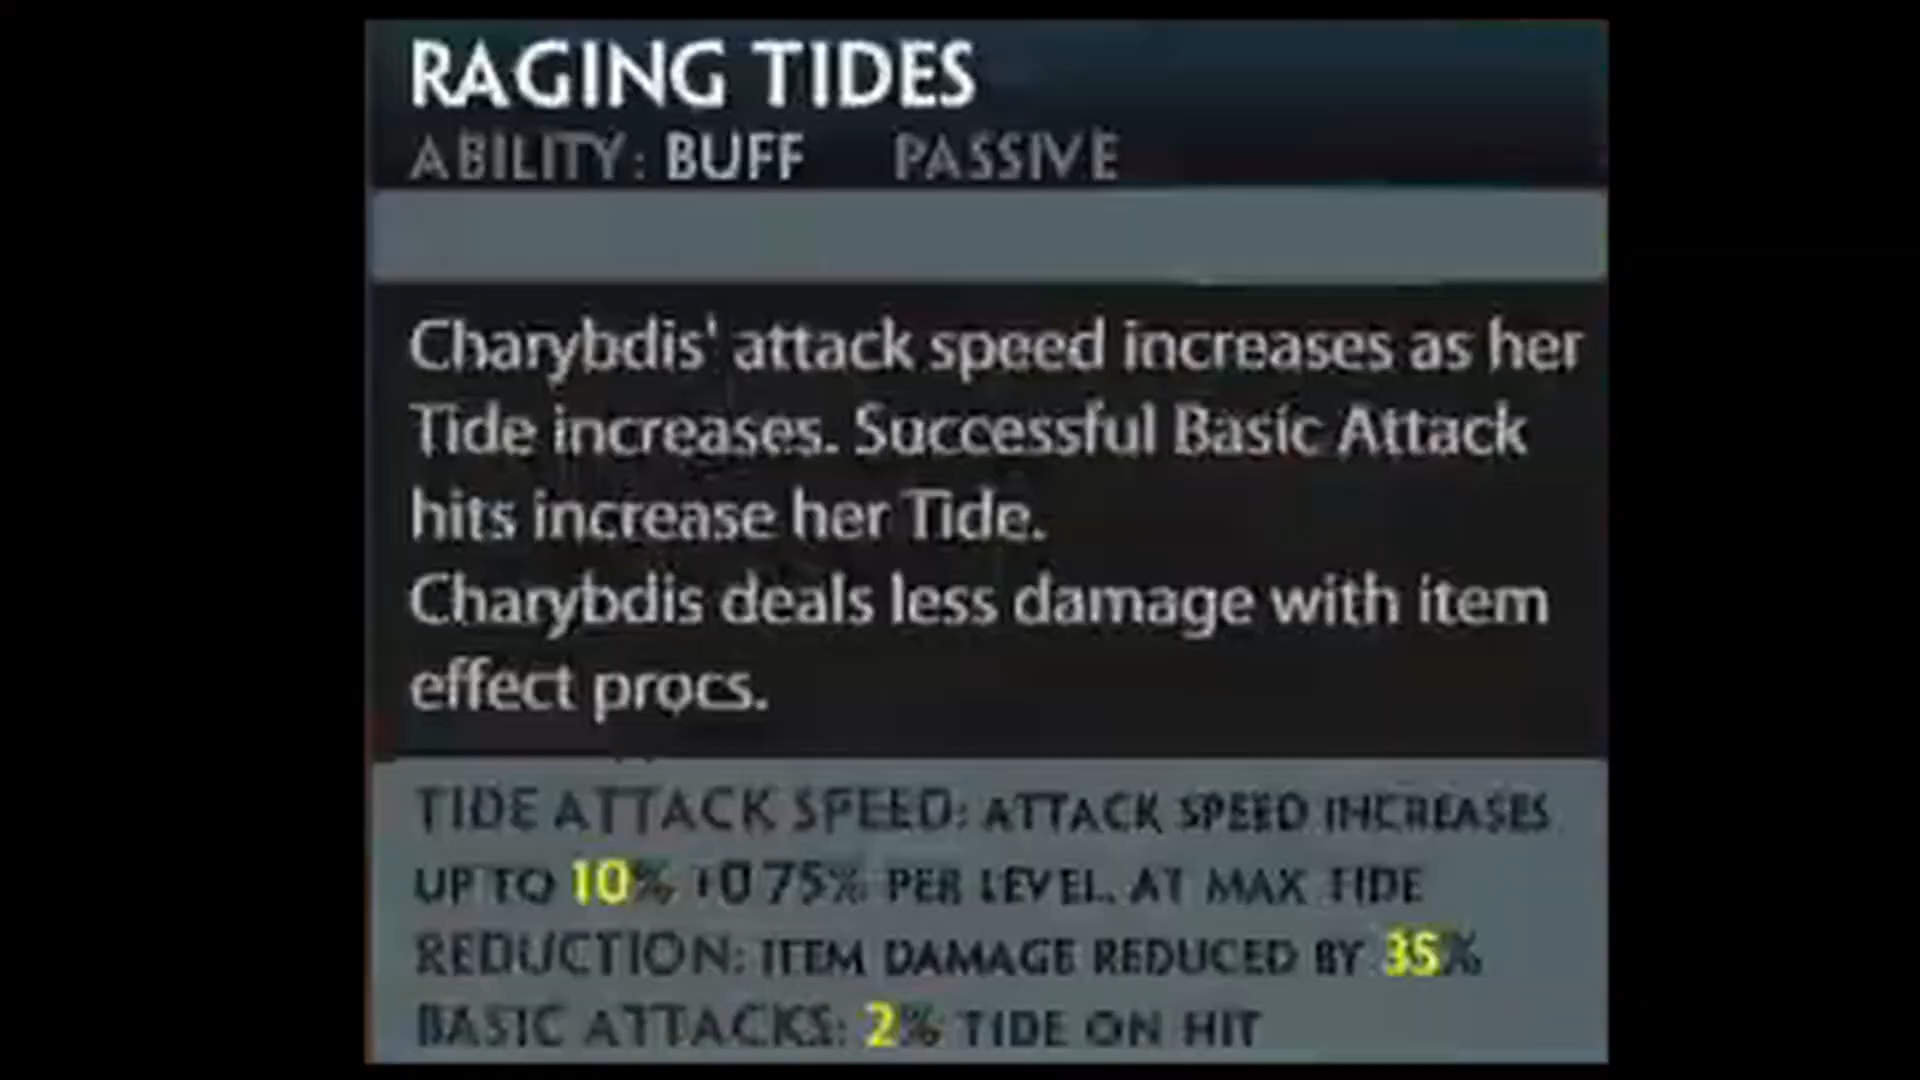 RAGING TIDES
ABILITY: BUFF PASSIVE
Charybdis' attack speed increases as her
Tide increases. Successful Basic Attack
hits increase her Tide.
Charybdis deals less damage with item
effect procs.
TIDE ATTACK SPEED: ATTACK SPEED INCREASES
UP TO 10% +0.75% PER LEVEL, AT MAX TIDE
REDUCTION: ITEM DAMAGE REDUCED BY 35%
BASIC ATTACKS: 2% TIDE ON HIT